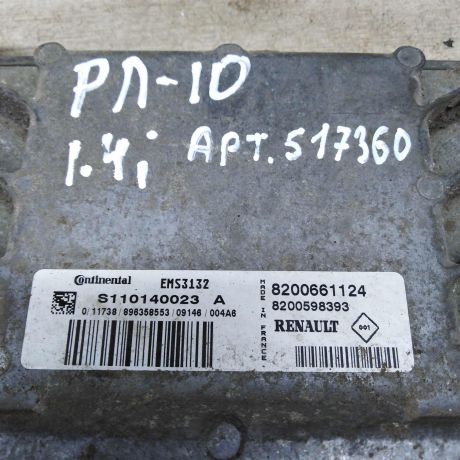 РЛ-10
1.4i АРТ.517360
Continental EMS3132
S110140023 A
0/11738/896358553/09146/004A6
MADE IN FRANCE
8200661124
8200598393
RENAULT
001